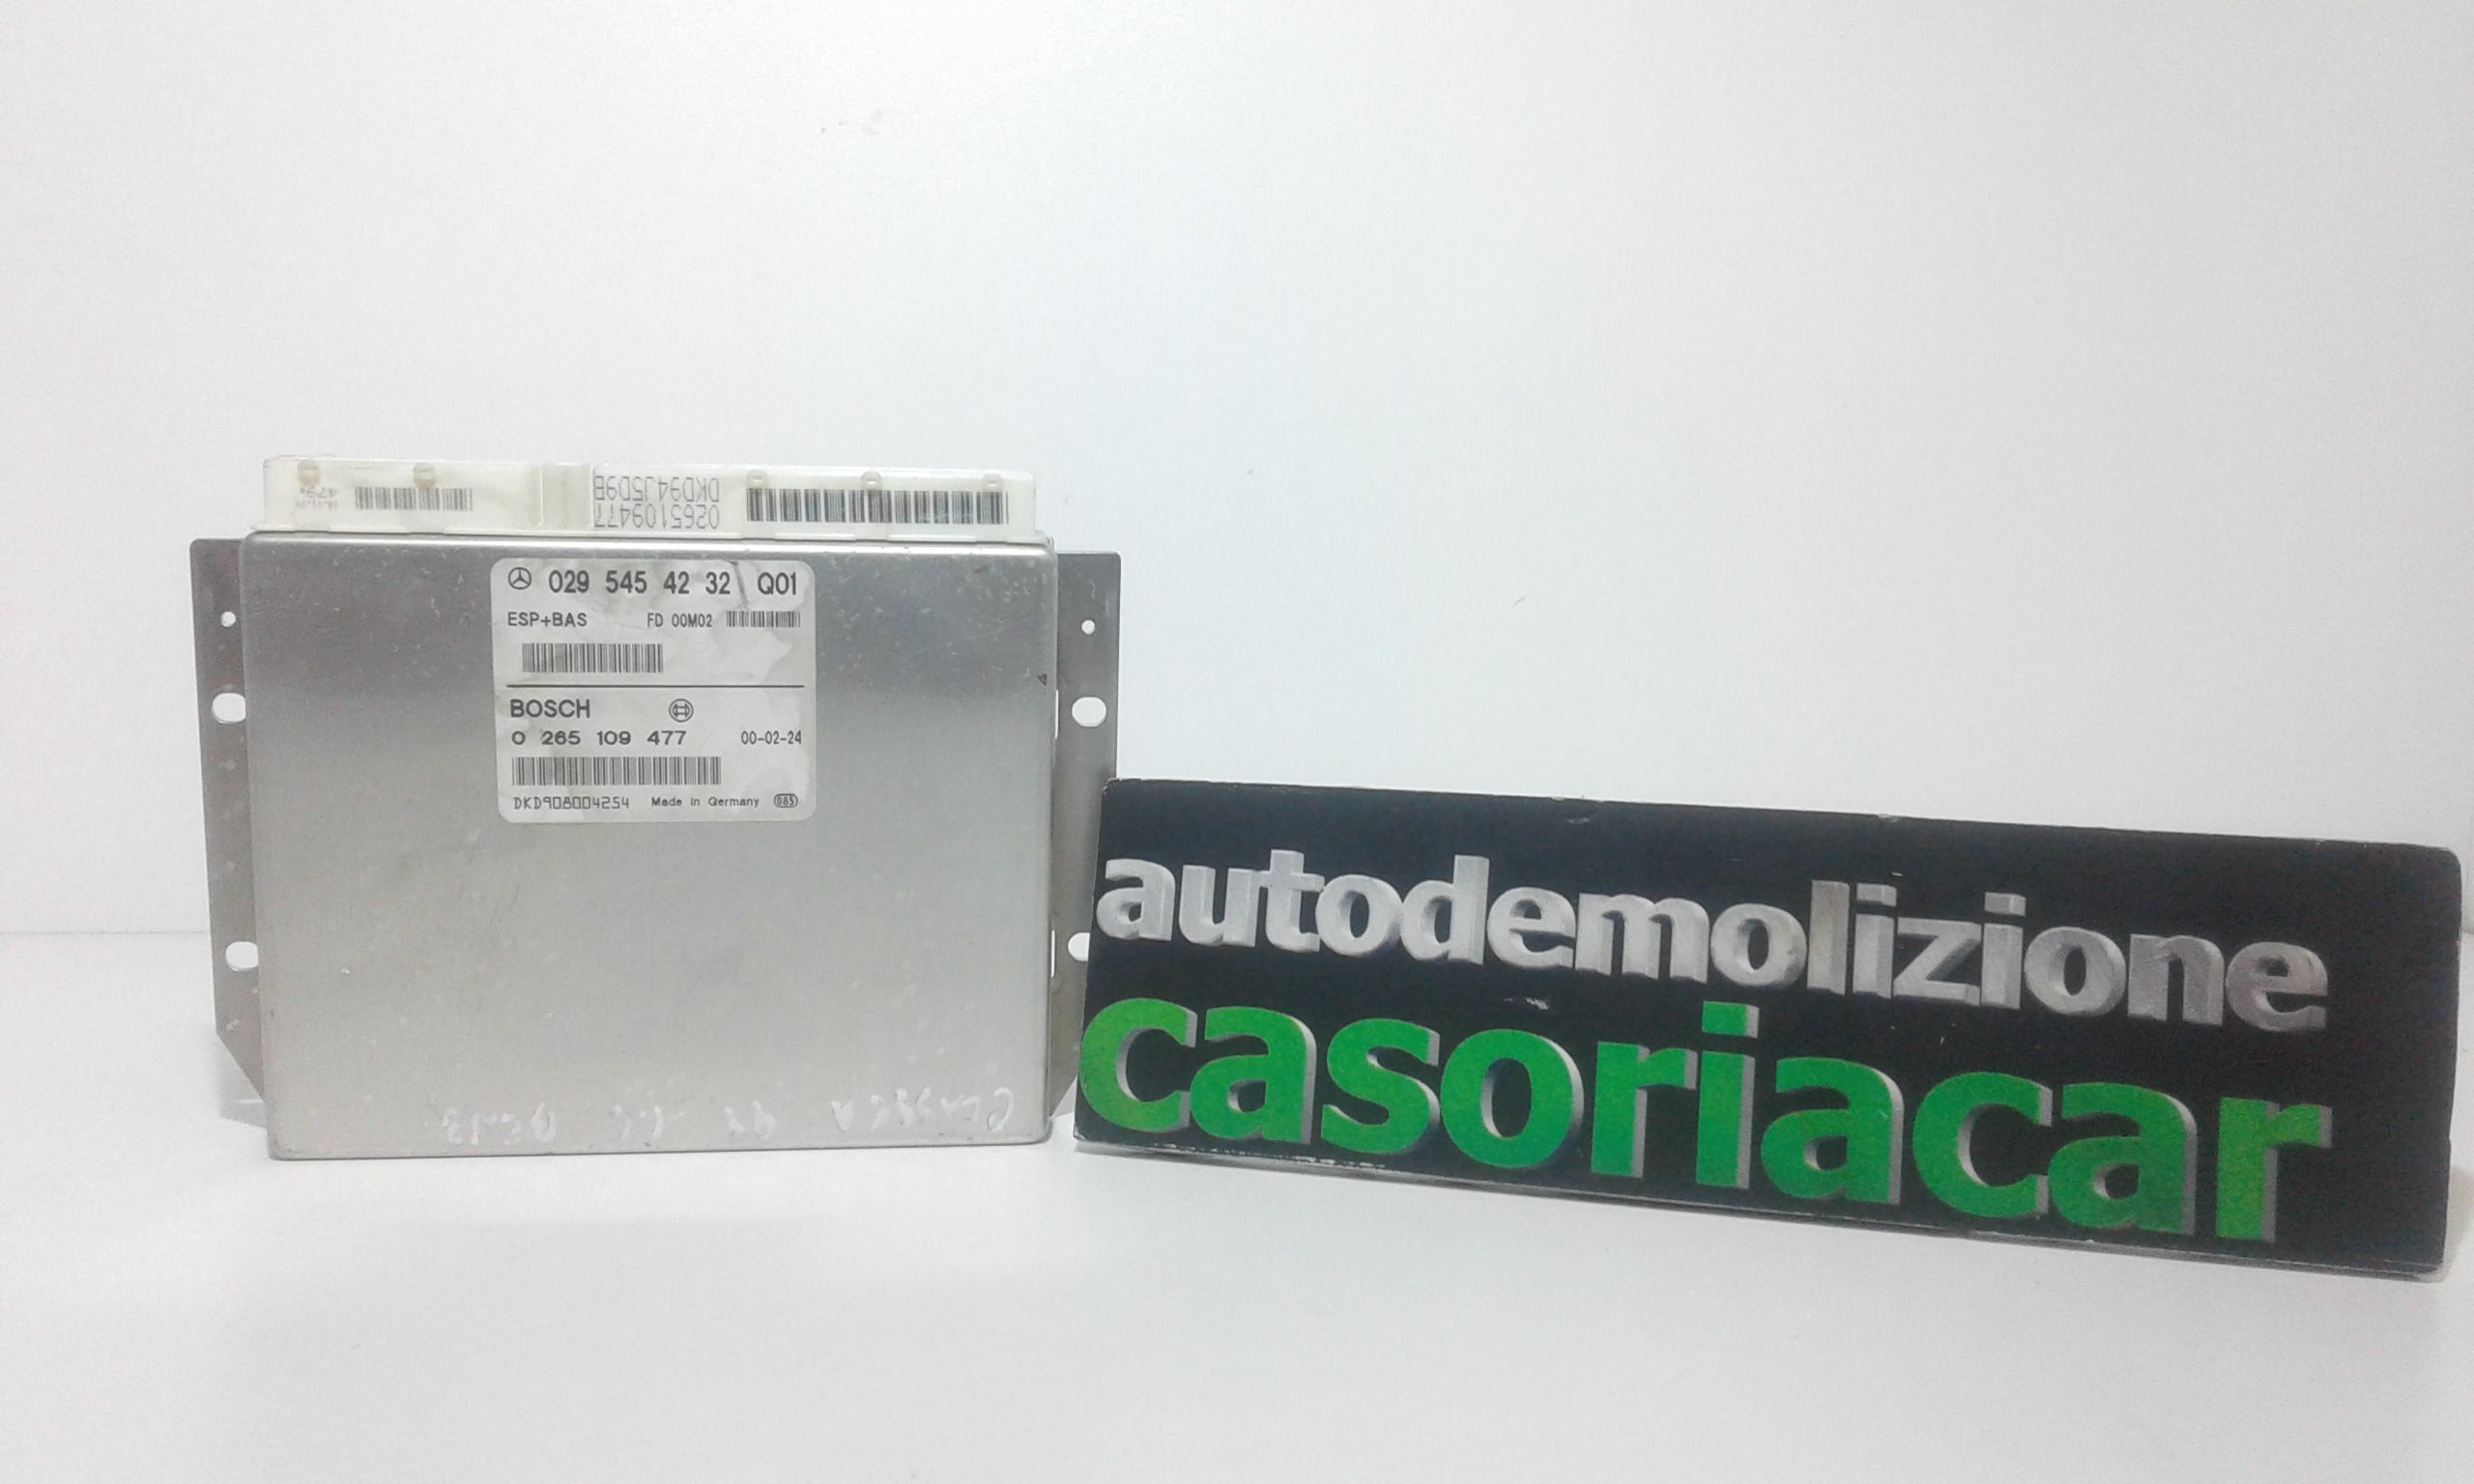 DKD94J5D9B
0265109477
029 545 42 32 Q01
ESP+BAS FD 00M02
BOSCH
0 265 109 477 00-02-24
DKD908004254 Made in Germany
autodemolizione
casoriacar